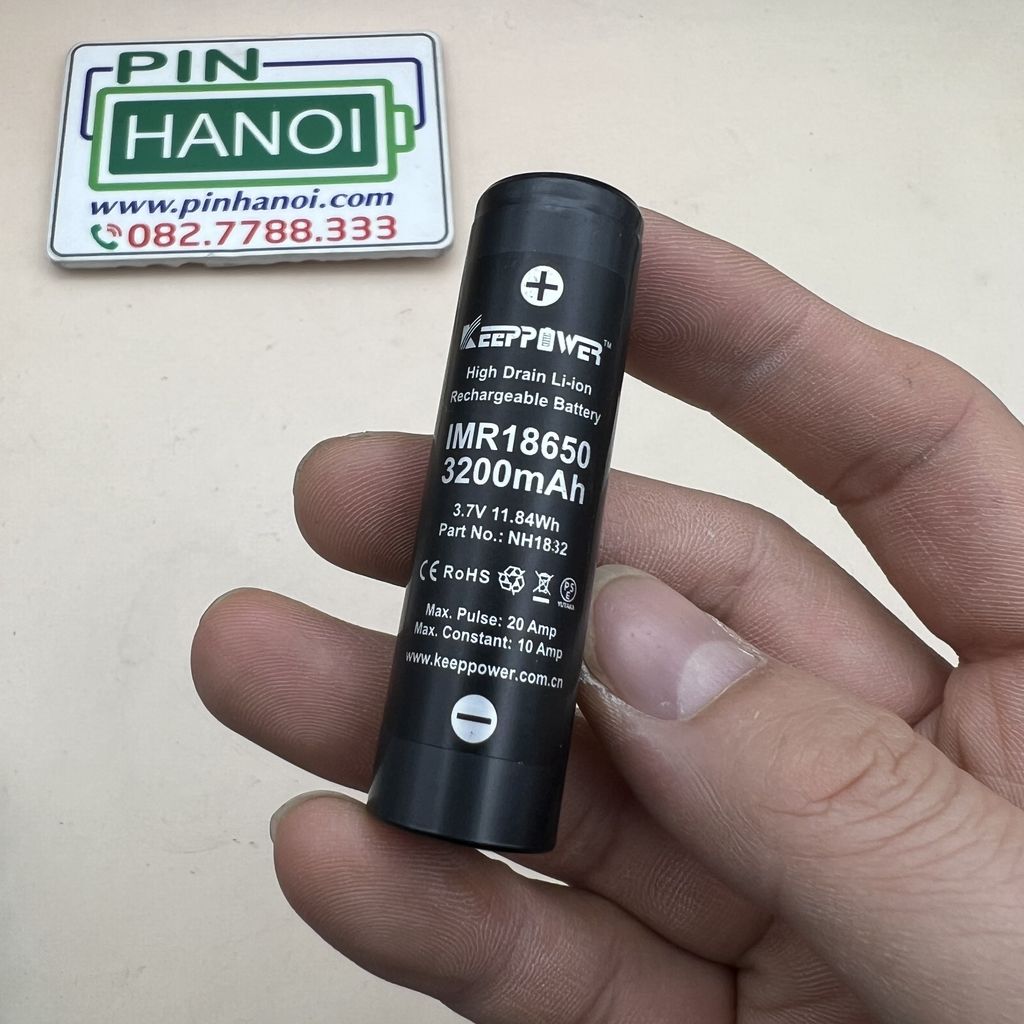 PIN
HANOI
www.pinhanoi.com
082.7788.333
+
KEEPPOWER™
High Drain Li-ion
Rechargeable Battery
IMR18650
3200mAh
3.7V 11.84Wh
Part No.: NH1832
CE RoHS PSE
YUTAKA
Max. Pulse: 20 Amp
Max. Constant: 10 Amp
www.keeppower.com.cn
−